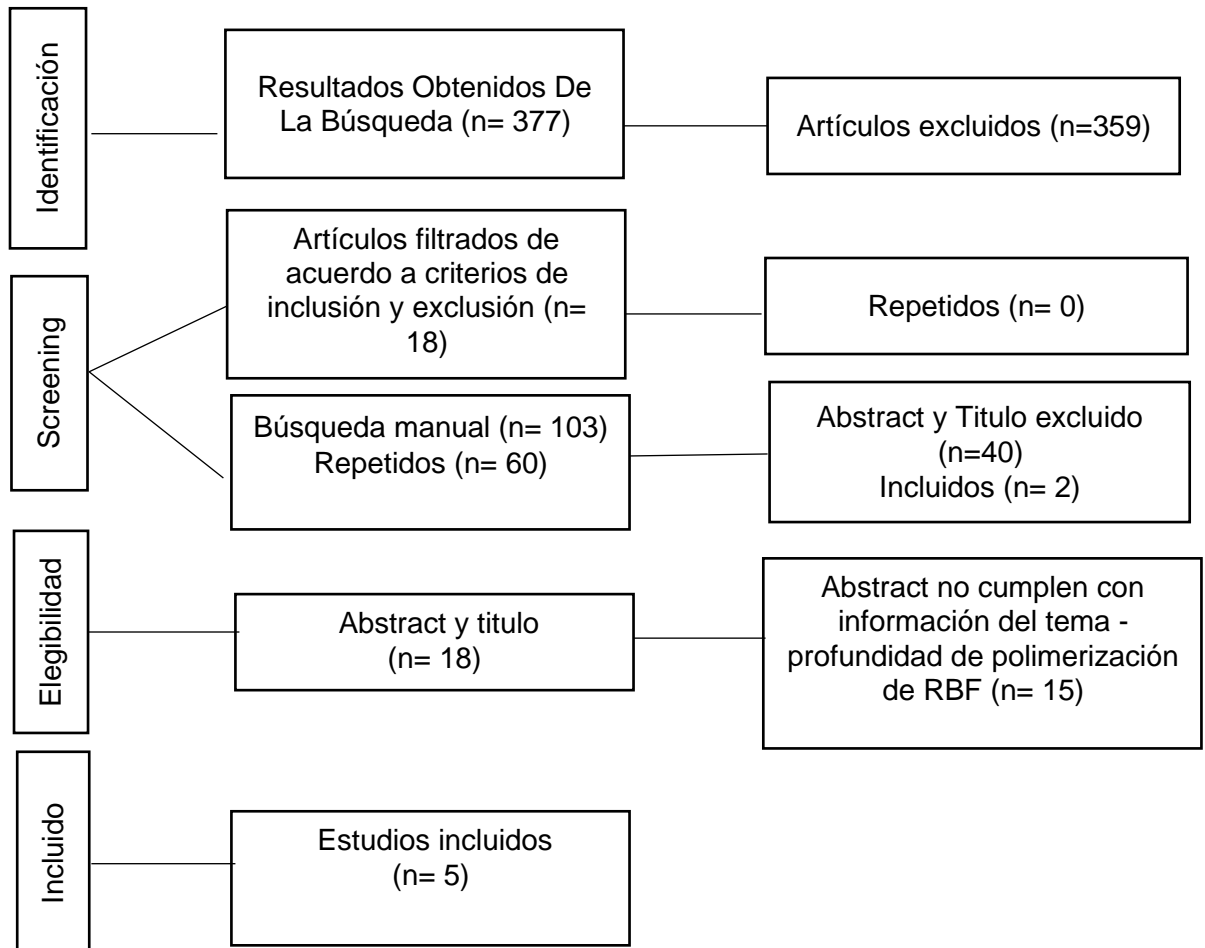 Identificación
Resultados Obtenidos De
La Búsqueda (n= 377)
Artículos excluidos (n=359)
Screening
Artículos filtrados de
acuerdo a criterios de
inclusión y exclusión (n=
18)
Repetidos (n= 0)
Búsqueda manual (n= 103)
Repetidos (n= 60)
Abstract y Titulo excluido
(n=40)
Incluidos (n= 2)
Elegibilidad
Abstract y titulo
(n= 18)
Abstract no cumplen con
información del tema -
profundidad de polimerización
de RBF (n= 15)
Incluido
Estudios incluidos
(n= 5)